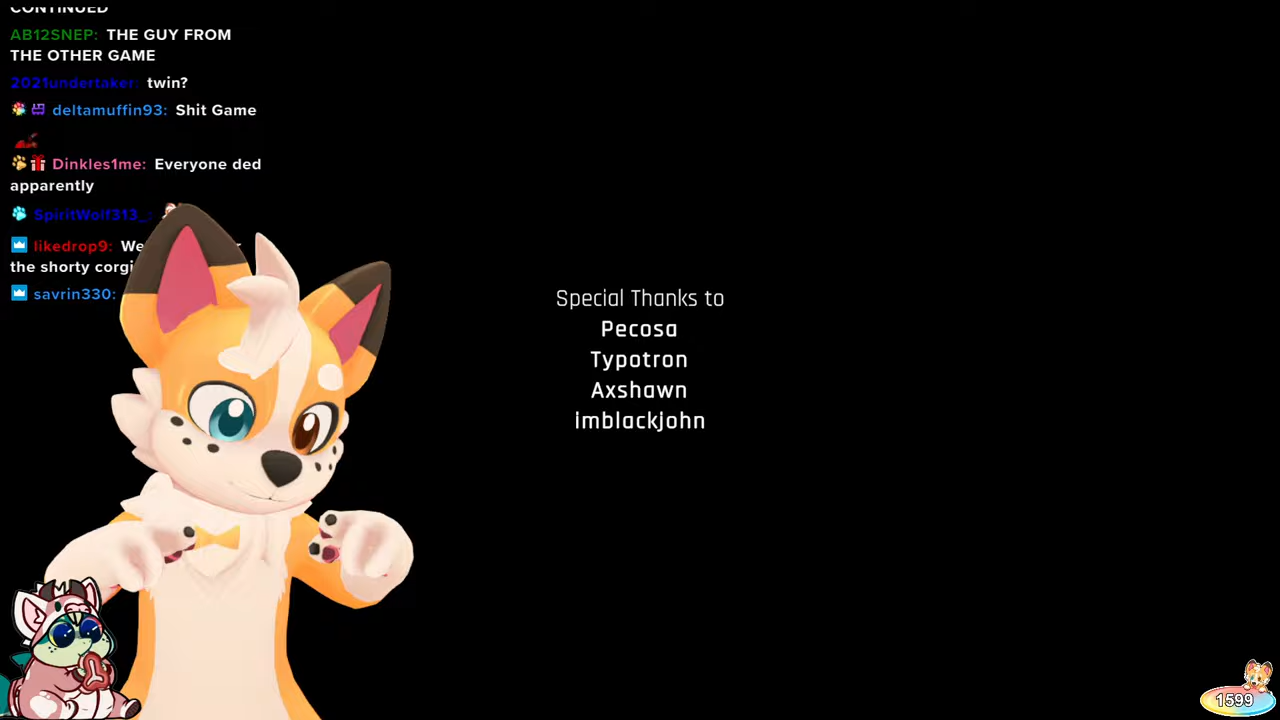 CONTINUED
AB12SNEP: THE GUY FROM
THE OTHER GAME
2021undertaker: twin?
deltamuffin93: Shit Game
Dinkles1me: Everyone ded
apparently
SpiritWolf313_:
likedrop9: We
the shorty corgi
savrin330:
Special Thanks to
Pecosa
Typotron
Axshawn
imblackjohn
1599